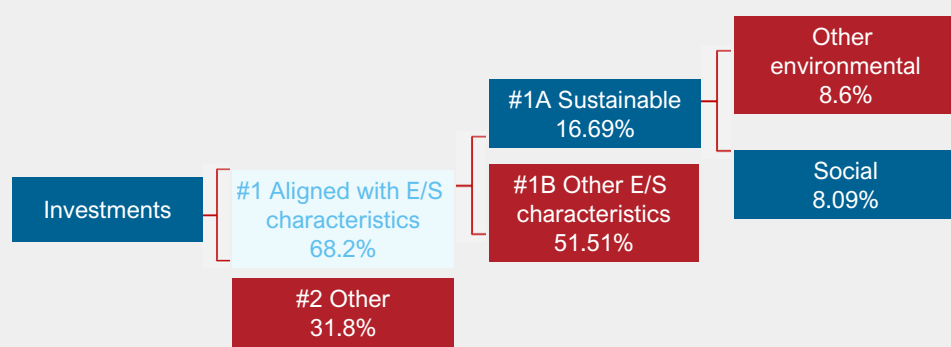 Investments
#1 Aligned with E/S
characteristics
68.2%
#2 Other
31.8%
#1A Sustainable
16.69%
#1B Other E/S
characteristics
51.51%
Other
environmental
8.6%
Social
8.09%